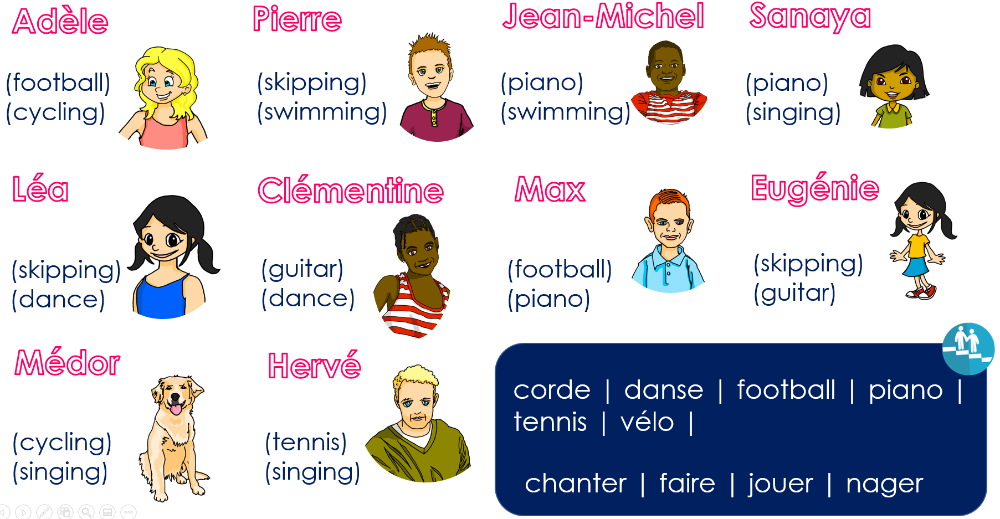 Adèle
(football)
(cycling)
Pierre
(skipping)
(swimming)
Jean-Michel
(piano)
(swimming)
Sanaya
(piano)
(singing)
Léa
(skipping)
(dance)
Clémentine
(guitar)
(dance)
Max
(football)
(piano)
Eugénie
(skipping)
(guitar)
Médor
(cycling)
(singing)
Hervé
(tennis)
(singing)
corde | danse | football | piano |
tennis | vélo |
chanter | faire | jouer | nager